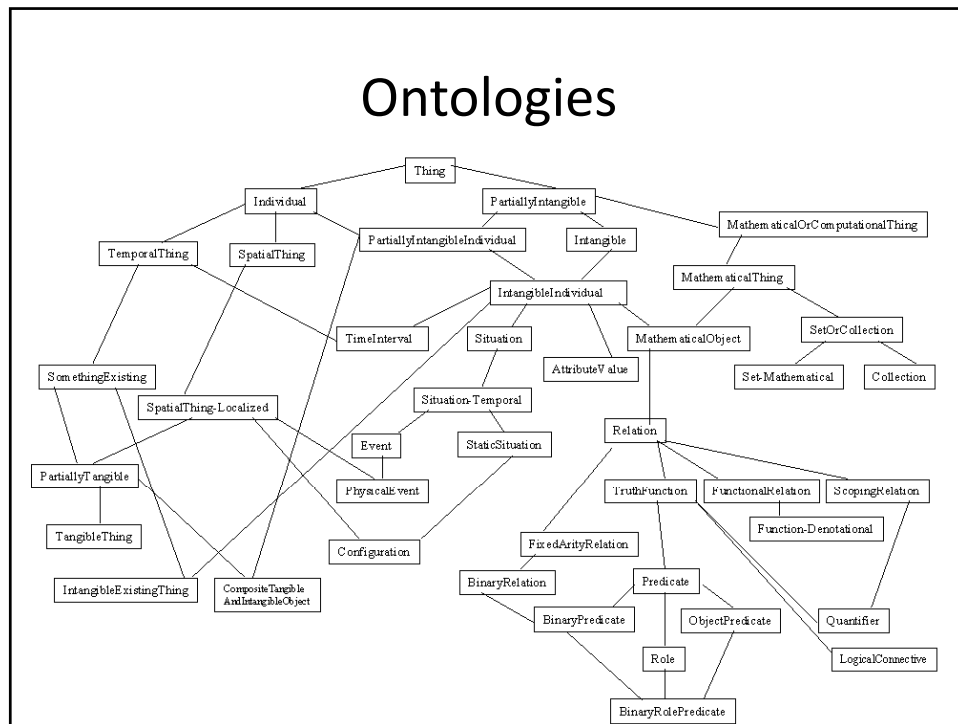 Ontologies
Thing
Individual
PartiallyIntangible
MathematicalOrComputationalThing
PartiallyIntangibleIndividual
Intangible
TemporalThing
SpatialThing
MathematicalThing
IntangibleIndividual
TimeInterval
Situation
MathematicalObject
SetOrCollection
AttributeValue
SomethingExisting
Set-Mathematical
Collection
SpatialThing-Localized
Situation-Temporal
Relation
Event
StaticSituation
PartiallyTangible
PhysicalEvent
TruthFunction
FunctionalRelation
ScopingRelation
TangibleThing
Function-Denotational
Configuration
FixedArityRelation
IntangibleExistingThing
CompositeTangible
AndIntangibleObject
BinaryRelation
Predicate
BinaryPredicate
ObjectPredicate
Quantifier
Role
LogicalConnective
BinaryRolePredicate